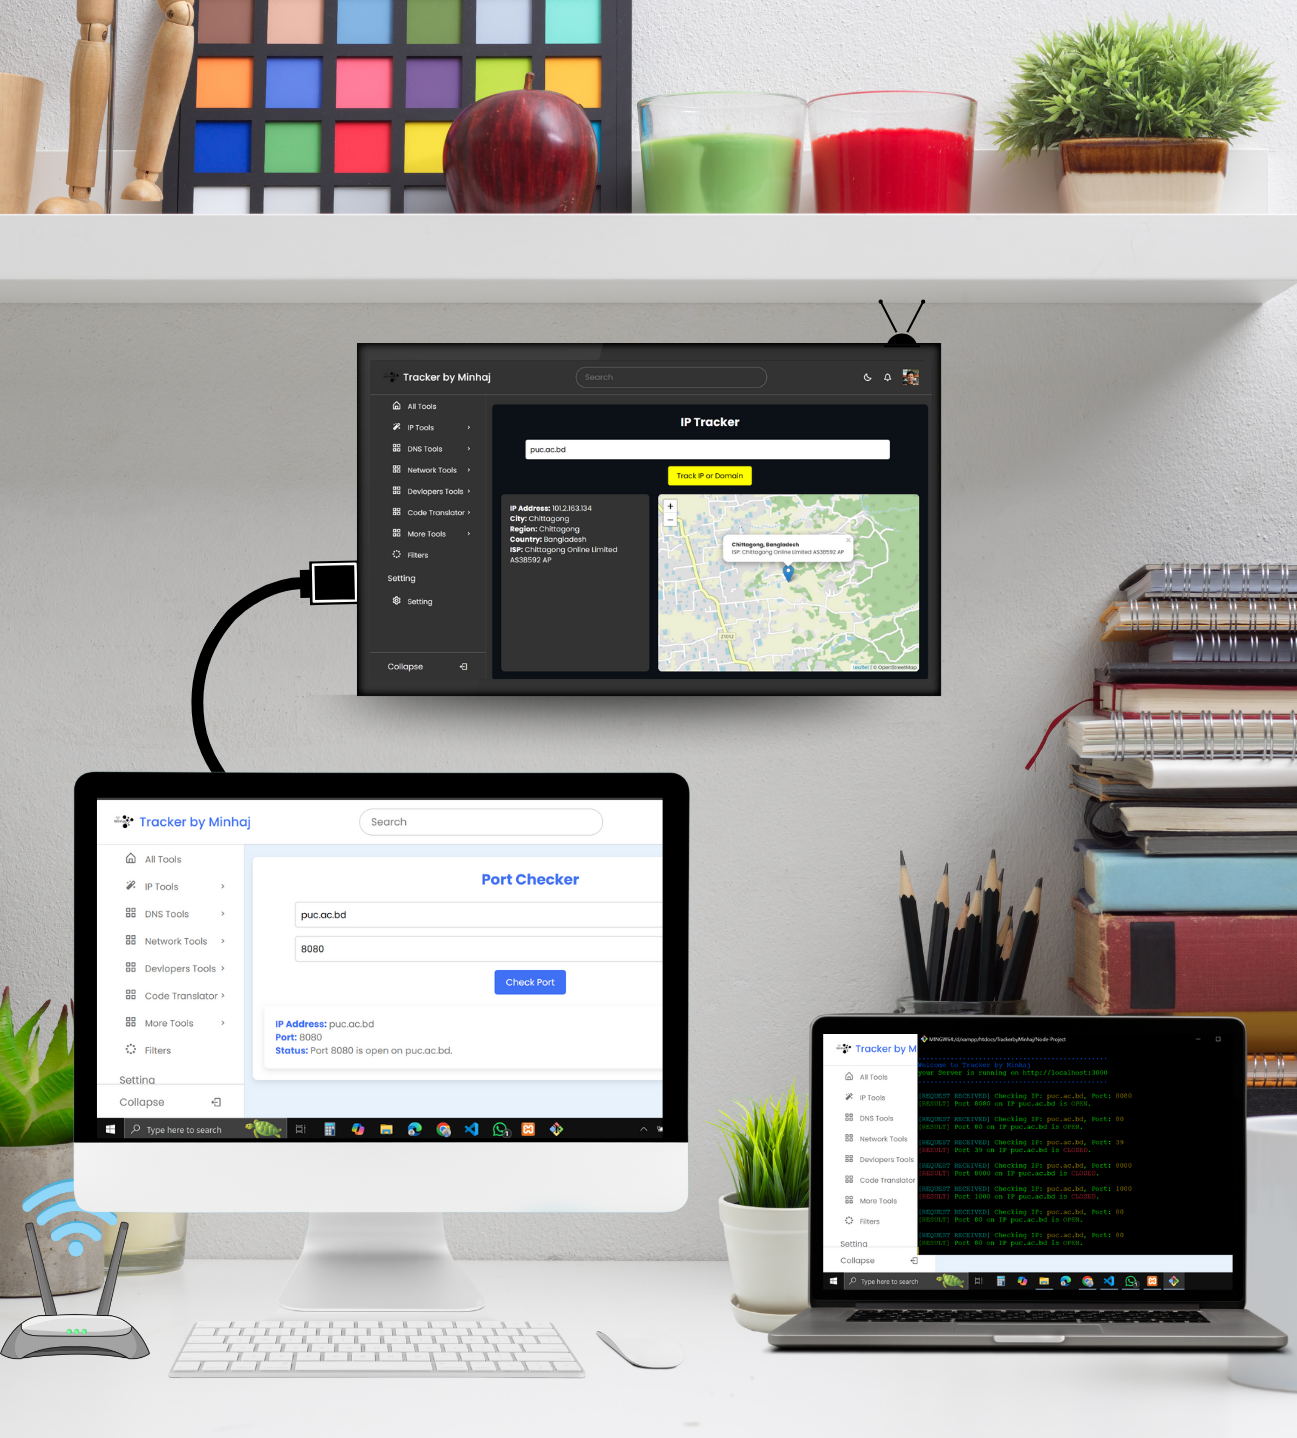 Tracker by Minhaj
Search
All Tools
IP Tools
DNS Tools
Network Tools
Devlopers Tools
Code Translator
More Tools
Filters
Setting
Setting
Collapse
IP Tracker
puc.ac.bd
Track IP or Domain
IP Address: 101.2.163.134
City: Chittagong
Region: Chittagong
Country: Bangladesh
ISP: Chittagong Online Limited
AS38592 AP
+
−
Chittagong, Bangladesh
ISP: Chittagong Online Limited AS38592 AP
Z1012
Leaflet | © OpenStreetMap
Tracker by Minhaj
Search
All Tools
IP Tools
DNS Tools
Network Tools
Devlopers Tools
Code Translator
More Tools
Filters
Setting
Collapse
Port Checker
puc.ac.bd
8080
Check Port
IP Address: puc.ac.bd
Port: 8080
Status: Port 8080 is open on puc.ac.bd.
Type here to search
Tracker by M
All Tools
IP Tools
DNS Tools
Network Tools
Devlopers Tools
Code Translator
More Tools
Filters
Setting
Collapse
MINGW64:/d/xampp/htdocs/TrackerbyMinhaj/Node-Project
Welcome to Tracker by Minhaj
your Server is running on http://localhost:3000
[REQUEST RECEIVED] Checking IP: puc.ac.bd, Port: 8080
[RESULT] Port 8080 on IP puc.ac.bd is OPEN.
[REQUEST RECEIVED] Checking IP: puc.ac.bd, Port: 80
[RESULT] Port 80 on IP puc.ac.bd is OPEN.
[REQUEST RECEIVED] Checking IP: puc.ac.bd, Port: 39
[RESULT] Port 39 on IP puc.ac.bd is CLOSED.
[REQUEST RECEIVED] Checking IP: puc.ac.bd, Port: 8000
[RESULT] Port 8000 on IP puc.ac.bd is CLOSED.
[REQUEST RECEIVED] Checking IP: puc.ac.bd, Port: 1000
[RESULT] Port 1000 on IP puc.ac.bd is CLOSED.
[REQUEST RECEIVED] Checking IP: puc.ac.bd, Port: 80
[RESULT] Port 80 on IP puc.ac.bd is OPEN.
[REQUEST RECEIVED] Checking IP: puc.ac.bd, Port: 80
[RESULT] Port 80 on IP puc.ac.bd is OPEN.
Type here to search